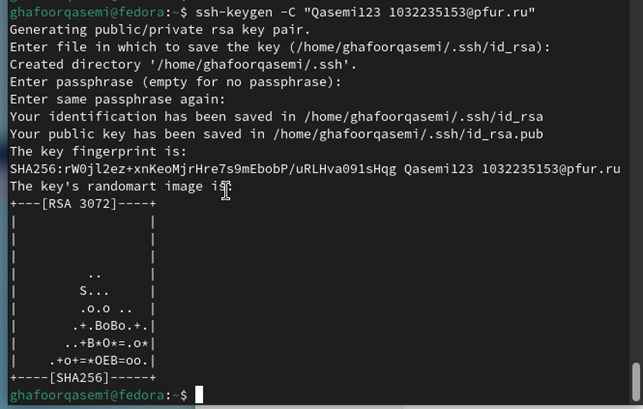 ghafoorqasemi@fedora:~$ ssh-keygen -C "Qasemi123 1032235153@pfur.ru"
Generating public/private rsa key pair.
Enter file in which to save the key (/home/ghafoorqasemi/.ssh/id_rsa):
Created directory '/home/ghafoorqasemi/.ssh'.
Enter passphrase (empty for no passphrase):
Enter same passphrase again:
Your identification has been saved in /home/ghafoorqasemi/.ssh/id_rsa
Your public key has been saved in /home/ghafoorqasemi/.ssh/id_rsa.pub
The key fingerprint is:
SHA256:rW0jl2ez+xnKeoMjrHre7s9mEbobP/uRLHva091sHqg Qasemi123 1032235153@pfur.ru
The key's randomart image is:
+---[RSA 3072]----+
|                 |
|                 |
|                 |
|         ..      |
|        S...     |
|        .o.o ..  |
|       .+.BoBo.+.|
|      ..+B*O*=.o*|
|    .+o+=*OEB=oo.|
+----[SHA256]-----+
ghafoorqasemi@fedora:~$